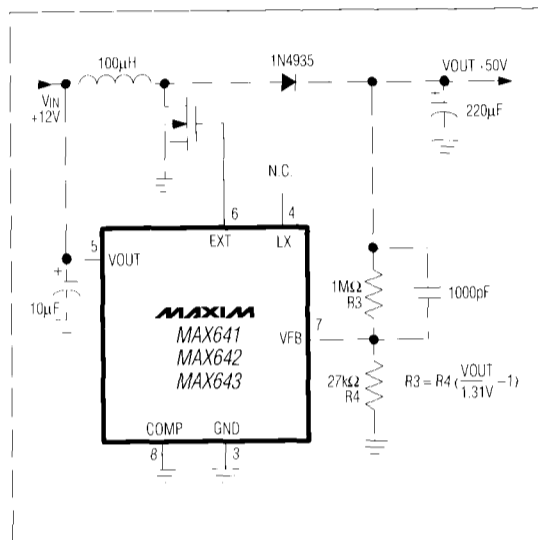 100µH
1N4935
VOUT +50V
VIN
+12V
220µF
N.C.
6
4
5
EXT
LX
VOUT
+
10µF
MAXIM
MAX641
MAX642
MAX643
7
VFB
1MΩ
R3
1000pF
27kΩ
R4
R3 = R4 (VOUT/1.31V -1)
COMP
GND
8
3